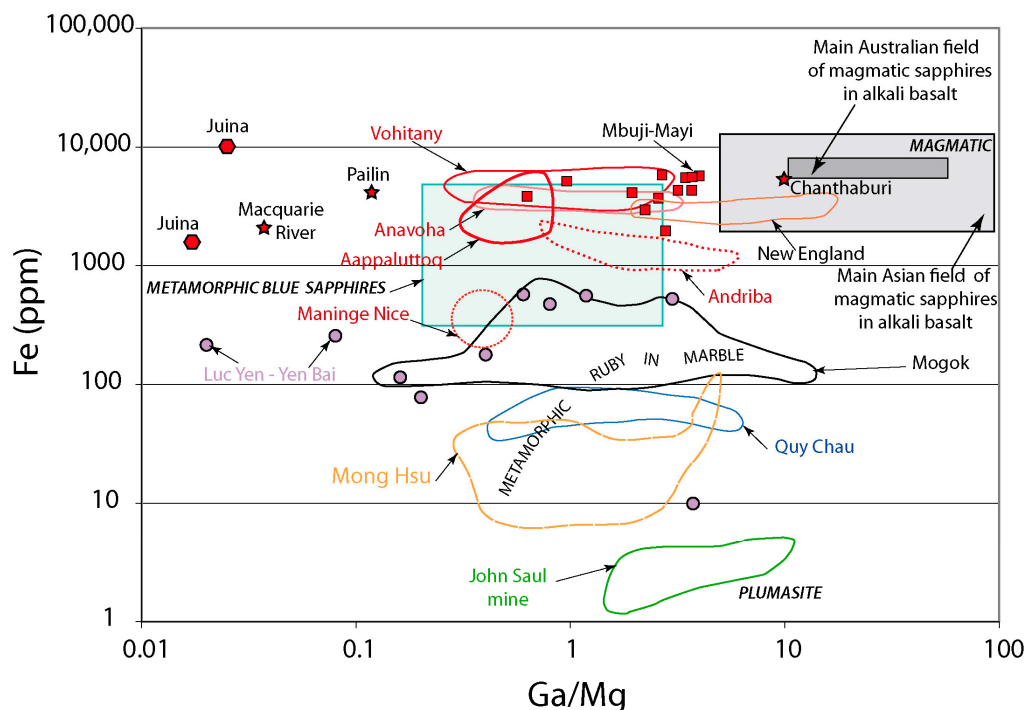 100,000
10,000
1000
100
10
1
Fe (ppm)
0.01
0.1
1
10
100
Ga/Mg
Main Australian field
of magmatic sapphires
in alkali basalt
Juina
Vohitany
Mbuji-Mayi
MAGMATIC
Pailin
Chanthaburi
Macquarie
River
Juina
Anavoha
Aappaluttoq
New England
METAMORPHIC BLUE SAPPHIRES
Maninge Nice
Andriba
Main Asian field of
magmatic sapphires
in alkali basalt
Luc Yen - Yen Bai
RUBY IN MARBLE
Mogok
METAMORPHIC
Quy Chau
Mong Hsu
John Saul
mine
PLUMASITE